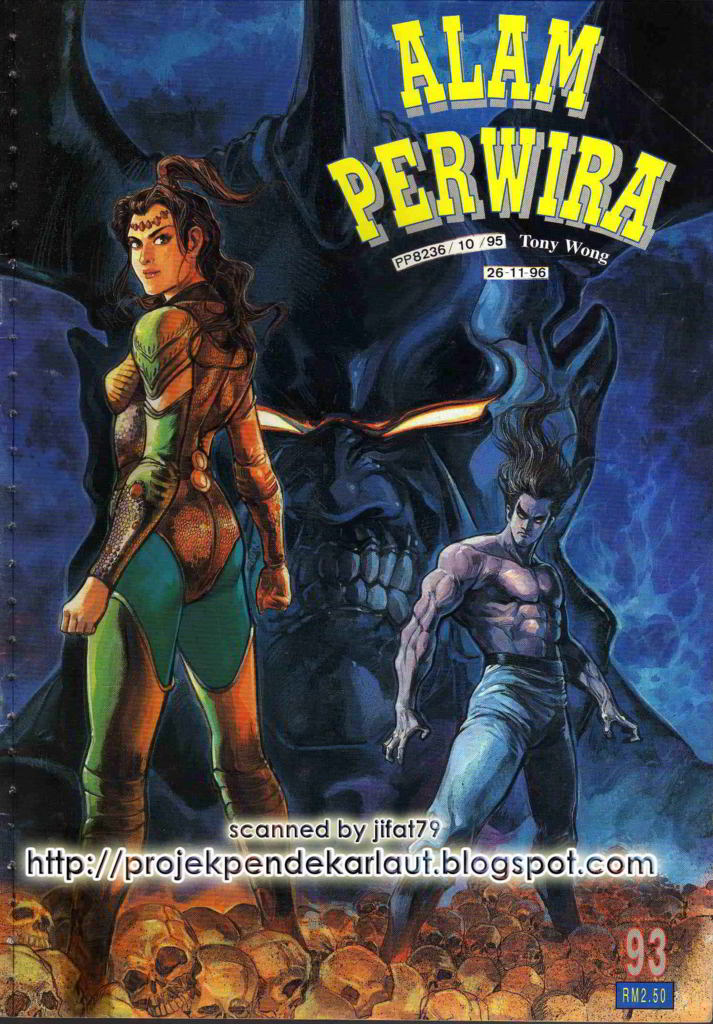 ALAM
PERWIRA
PP8236/10/95 Tony Wong
26-11-96
scanned by jifat79
http://projekpendekarlaut.blogspot.com
93
RM2.50